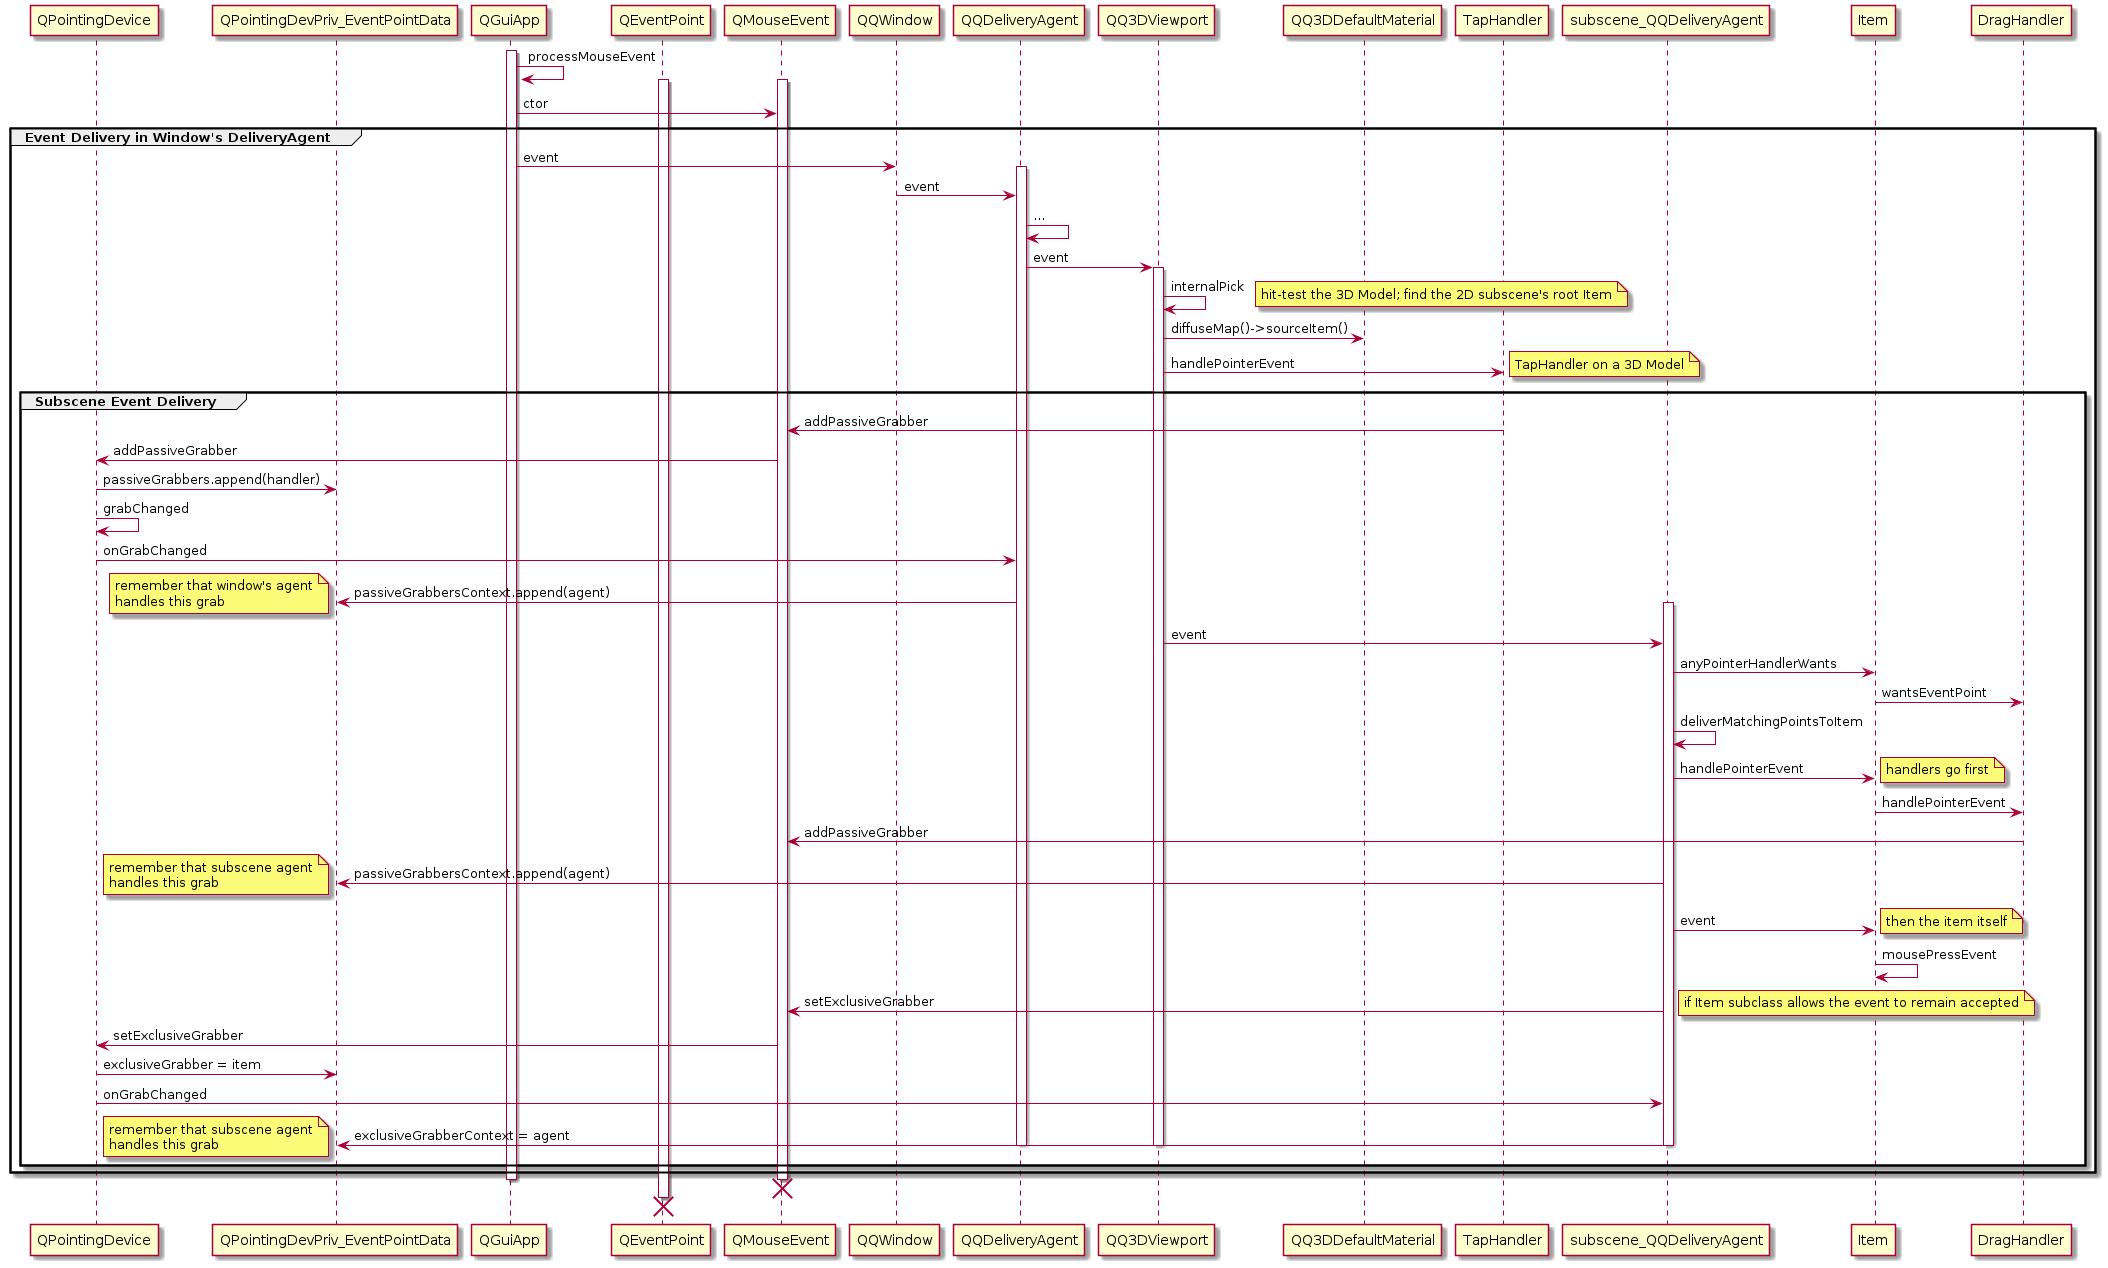 QPointingDevice
QPointingDevPriv_EventPointData
QGuiApp
QEventPoint
QMouseEvent
QQWindow
QQDeliveryAgent
QQ3DViewport
QQ3DDefaultMaterial
TapHandler
subscene_QQDeliveryAgent
Item
DragHandler
processMouseEvent
ctor
Event Delivery in Window's DeliveryAgent
event
event
...
event
internalPick
hit-test the 3D Model; find the 2D subscene's root Item
diffuseMap()->sourceItem()
handlePointerEvent
TapHandler on a 3D Model
Subscene Event Delivery
addPassiveGrabber
addPassiveGrabber
passiveGrabbers.append(handler)
grabChanged
onGrabChanged
remember that window's agent
handles this grab
passiveGrabbersContext.append(agent)
event
anyPointerHandlerWants
wantsEventPoint
deliverMatchingPointsToItem
handlePointerEvent
handlers go first
handlePointerEvent
addPassiveGrabber
remember that subscene agent
handles this grab
passiveGrabbersContext.append(agent)
event
then the item itself
mousePressEvent
setExclusiveGrabber
if Item subclass allows the event to remain accepted
setExclusiveGrabber
exclusiveGrabber = item
onGrabChanged
remember that subscene agent
handles this grab
exclusiveGrabberContext = agent
QPointingDevice
QPointingDevPriv_EventPointData
QGuiApp
QEventPoint
QMouseEvent
QQWindow
QQDeliveryAgent
QQ3DViewport
QQ3DDefaultMaterial
TapHandler
subscene_QQDeliveryAgent
Item
DragHandler